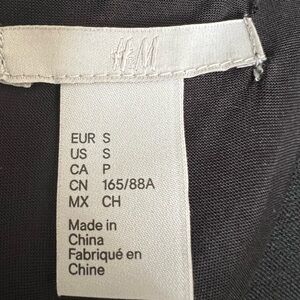 H&M
EUR S
US S
CA P
CN 165/88A
MX CH
Made in
China
Fabriqué en
Chine